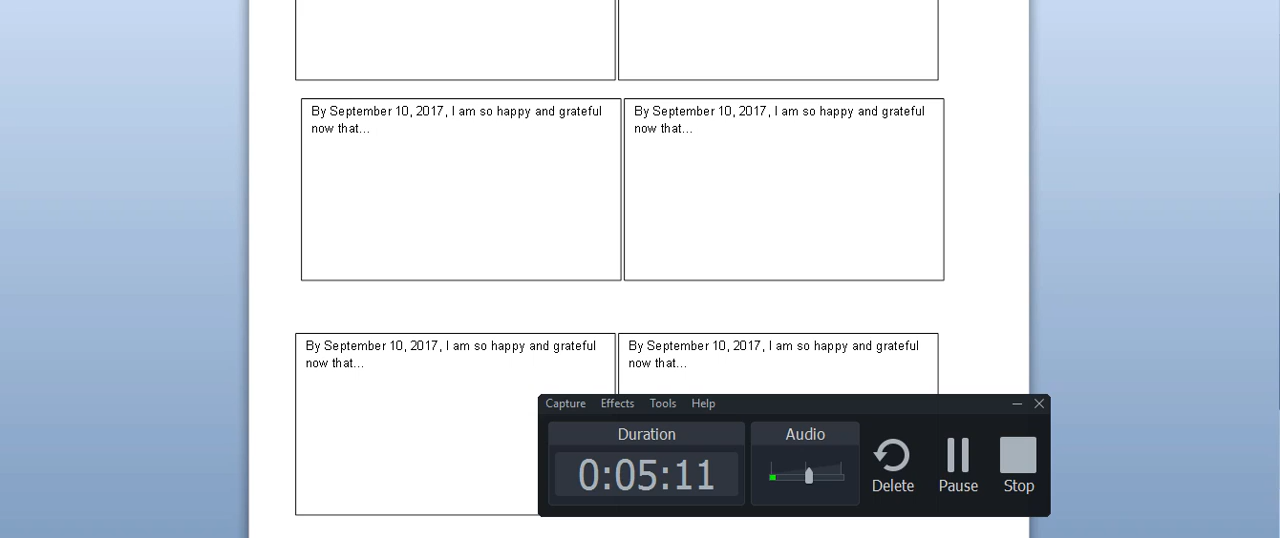 By September 10, 2017, I am so happy and grateful
now that...
By September 10, 2017, I am so happy and grateful
now that...
By September 10, 2017, I am so happy and grateful
now that...
By September 10, 2017, I am so happy and grateful
now that...
Capture Effects Tools Help
Duration
0:05:11
Audio
Delete
Pause
Stop